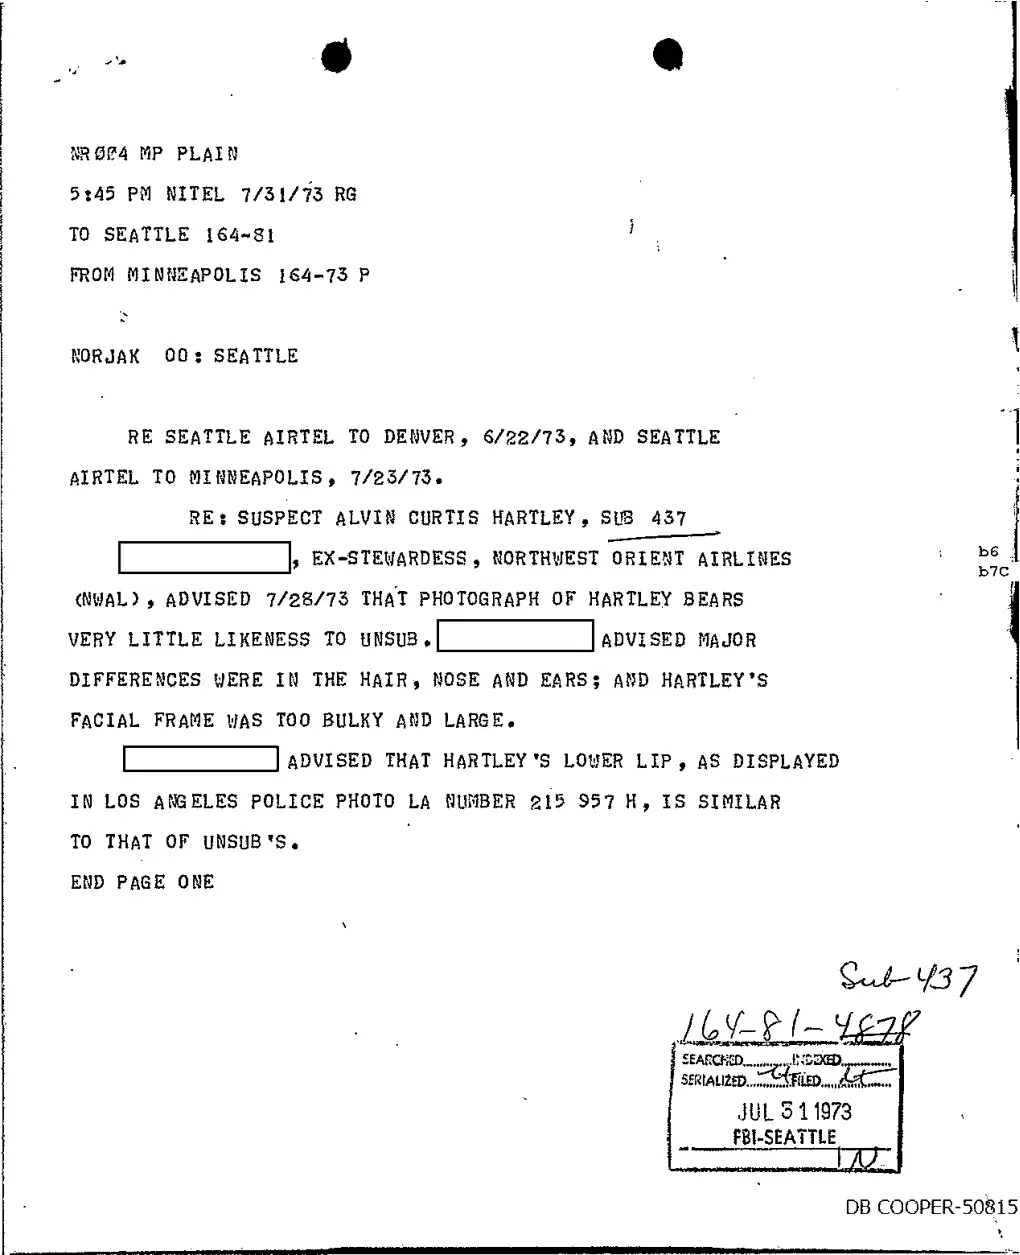 NR004 MP PLAIN
5:45 PM NITEL 7/31/73 RG
TO SEATTLE 164-81
FROM MINNEAPOLIS 164-73 P
NORJAK OO: SEATTLE
RE SEATTLE AIRTEL TO DENVER, 6/22/73, AND SEATTLE
AIRTEL TO MINNEAPOLIS, 7/23/73.
RE: SUSPECT ALVIN CURTIS HARTLEY, SUB 437
, EX-STEWARDESS, NORTHWEST ORIENT AIRLINES
b6
b7C
(NWAL), ADVISED 7/28/73 THAT PHOTOGRAPH OF HARTLEY BEARS
VERY LITTLE LIKENESS TO UNSUB. ADVISED MAJOR
DIFFERENCES WERE IN THE HAIR, NOSE AND EARS; AND HARTLEY'S
FACIAL FRAME WAS TOO BULKY AND LARGE.
ADVISED THAT HARTLEY'S LOWER LIP, AS DISPLAYED
IN LOS ANGELES POLICE PHOTO LA NUMBER 215 957 H, IS SIMILAR
TO THAT OF UNSUB'S.
END PAGE ONE
Sub-437
164-81-4878
SEARCHED INDEXED
SERIALIZED FILED
JUL 31 1973
FBI-SEATTLE
DB COOPER-50815